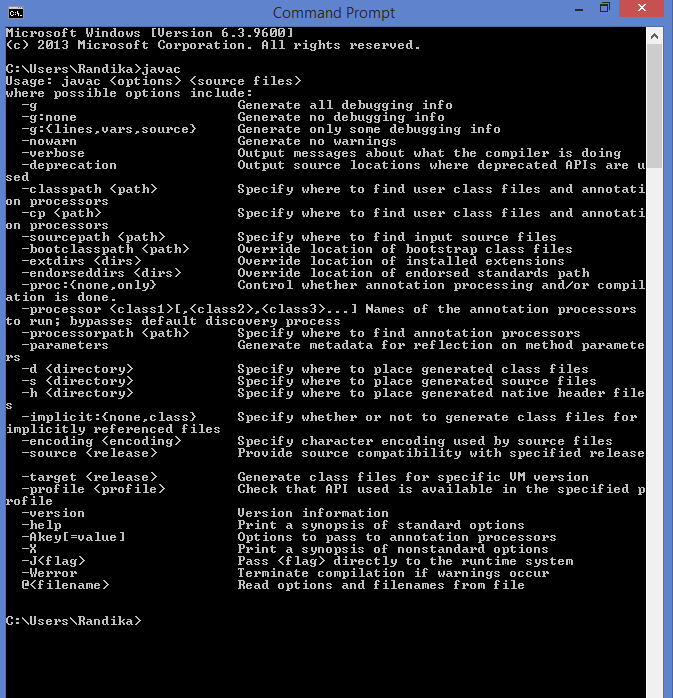 Command Prompt
Microsoft Windows [Version 6.3.9600]
(c) 2013 Microsoft Corporation. All rights reserved.
C:\Users\Randika>javac
Usage: javac <options> <source files>
where possible options include:
  -g                         Generate all debugging info
  -g:none                    Generate no debugging info
  -g:{lines,vars,source}     Generate only some debugging info
  -nowarn                    Generate no warnings
  -verbose                   Output messages about what the compiler is doing
  -deprecation               Output source locations where deprecated APIs are u
sed
  -classpath <path>          Specify where to find user class files and annotati
on processors
  -cp <path>                 Specify where to find user class files and annotati
on processors
  -sourcepath <path>         Specify where to find input source files
  -bootclasspath <path>      Override location of bootstrap class files
  -extdirs <dirs>            Override location of installed extensions
  -endorseddirs <dirs>       Override location of endorsed standards path
  -proc:{none,only}          Control whether annotation processing and/or compil
ation is done.
  -processor <class1>[,<class2>,<class3>...] Names of the annotation processors
to run; bypasses default discovery process
  -processorpath <path>      Specify where to find annotation processors
  -parameters                Generate metadata for reflection on method paramete
rs
  -d <directory>             Specify where to place generated class files
  -s <directory>             Specify where to place generated source files
  -h <directory>             Specify where to place generated native header file
s
  -implicit:{none,class}     Specify whether or not to generate class files for
implicitly referenced files
  -encoding <encoding>       Specify character encoding used by source files
  -source <release>          Provide source compatibility with specified release
  -target <release>          Generate class files for specific VM version
  -profile <profile>         Check that API used is available in the specified p
rofile
  -version                   Version information
  -help                      Print a synopsis of standard options
  -Akey[=value]              Options to pass to annotation processors
  -X                         Print a synopsis of nonstandard options
  -J<flag>                   Pass <flag> directly to the runtime system
  -Werror                    Terminate compilation if warnings occur
  @<filename>                Read options and filenames from file
C:\Users\Randika>